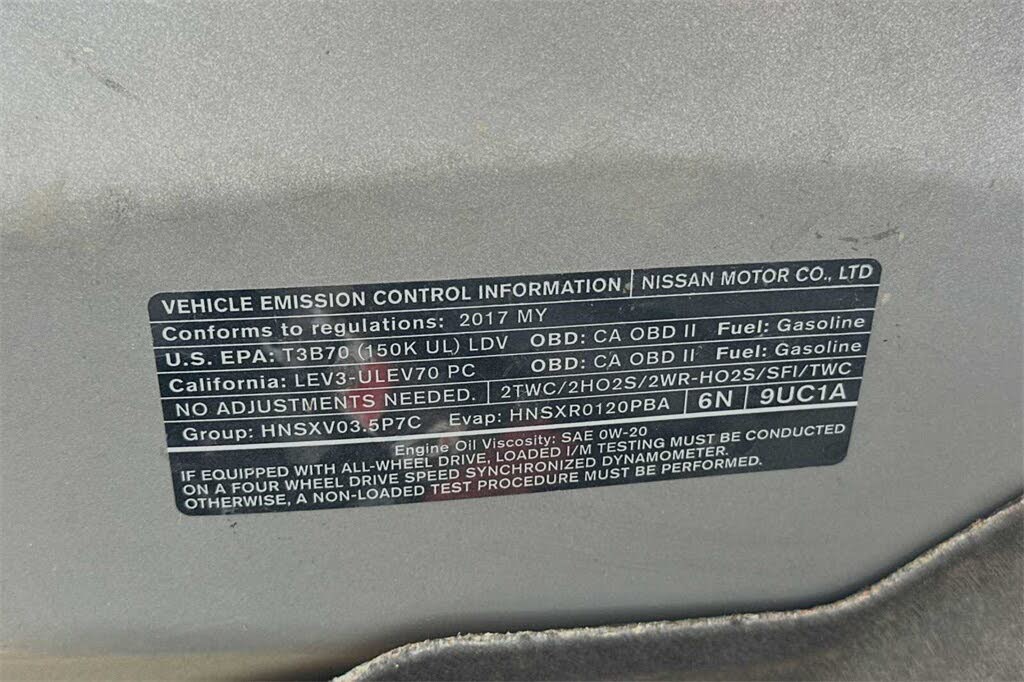 VEHICLE EMISSION CONTROL INFORMATION NISSAN MOTOR CO., LTD
Conforms to regulations: 2017 MY
U.S. EPA: T3B70 (150K UL) LDV OBD: CA OBD II Fuel: Gasoline
California: LEV3-ULEV70 PC OBD: CA OBD II Fuel: Gasoline
NO ADJUSTMENTS NEEDED. 2TWC/2HO2S/2WR-HO2S/SFI/TWC
Group: HNSXV03.5P7C Evap: HNSXR0120PBA 6N 9UC1A
Engine Oil Viscosity: SAE 0W-20
IF EQUIPPED WITH ALL-WHEEL DRIVE, LOADED I/M TESTING MUST BE CONDUCTED
ON A FOUR WHEEL DRIVE SPEED SYNCHRONIZED DYNAMOMETER.
OTHERWISE, A NON-LOADED TEST PROCEDURE MUST BE PERFORMED.